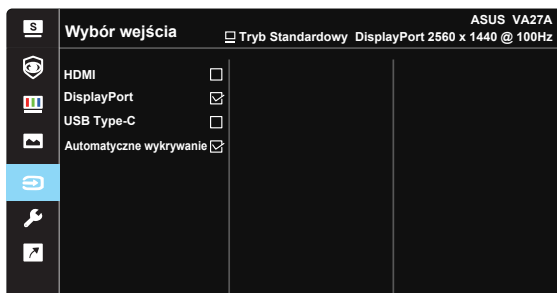 S
Wybór wejścia
ASUS VA27A
Tryb Standardowy DisplayPort 2560 x 1440 @ 100Hz
HDMI
DisplayPort
USB Type-C
Automatyczne wykrywanie